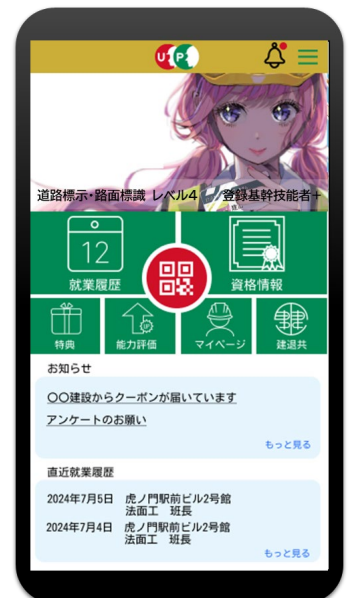 U P
道路標示・路面標識 レベル4 登録基幹技能者+
12
就業履歴
資格情報
特典
能力評価
マイページ
建退共
お知らせ
〇〇建設からクーポンが届いています
アンケートのお願い
もっと見る
直近就業履歴
2024年7月5日 虎ノ門駅前ビル2号館
法面工 班長
2024年7月4日 虎ノ門駅前ビル2号館
法面工 班長
もっと見る